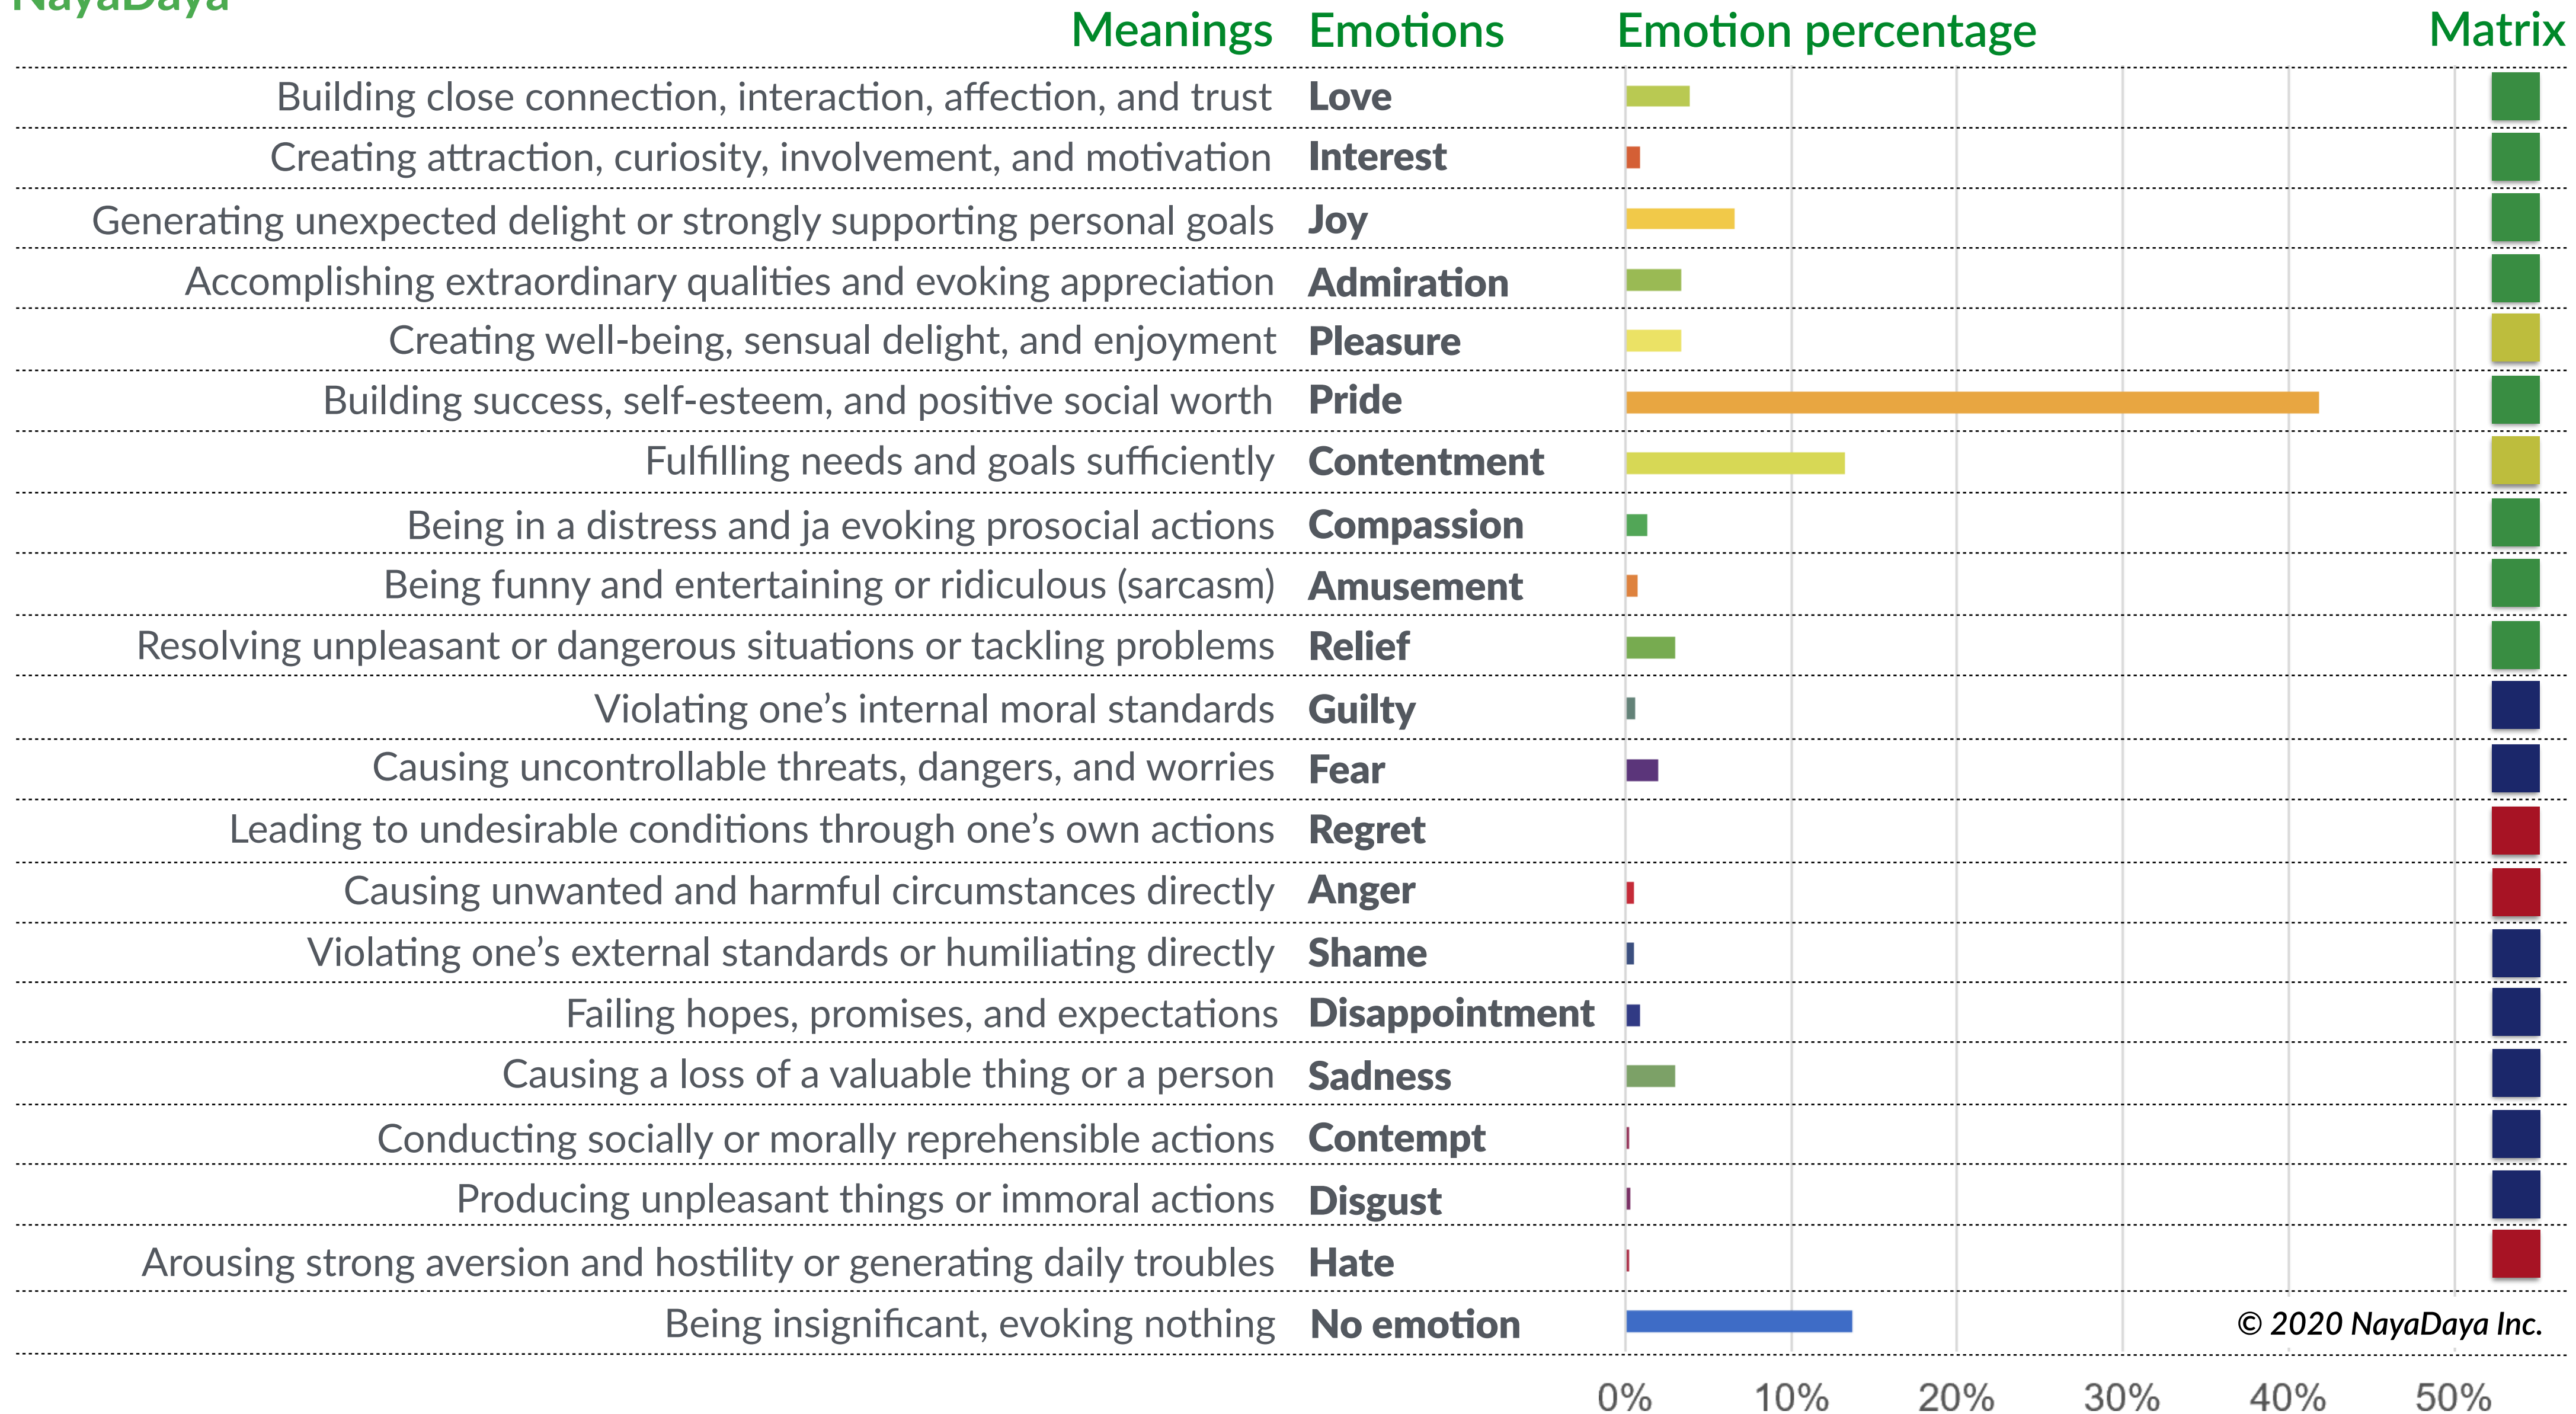 NayaDaya
Meanings Emotions Emotion percentage Matrix
Building close connection, interaction, affection, and trust Love
Creating attraction, curiosity, involvement, and motivation Interest
Generating unexpected delight or strongly supporting personal goals Joy
Accomplishing extraordinary qualities and evoking appreciation Admiration
Creating well-being, sensual delight, and enjoyment Pleasure
Building success, self-esteem, and positive social worth Pride
Fulfilling needs and goals sufficiently Contentment
Being in a distress and ja evoking prosocial actions Compassion
Being funny and entertaining or ridiculous (sarcasm) Amusement
Resolving unpleasant or dangerous situations or tackling problems Relief
Violating one’s internal moral standards Guilty
Causing uncontrollable threats, dangers, and worries Fear
Leading to undesirable conditions through one’s own actions Regret
Causing unwanted and harmful circumstances directly Anger
Violating one’s external standards or humiliating directly Shame
Failing hopes, promises, and expectations Disappointment
Causing a loss of a valuable thing or a person Sadness
Conducting socially or morally reprehensible actions Contempt
Producing unpleasant things or immoral actions Disgust
Arousing strong aversion and hostility or generating daily troubles Hate
Being insignificant, evoking nothing No emotion © 2020 NayaDaya Inc.
0% 10% 20% 30% 40% 50%